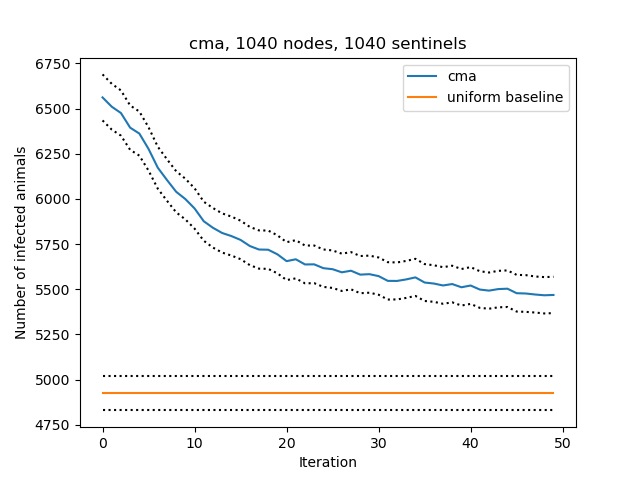 cma, 1040 nodes, 1040 sentinels
cma
uniform baseline
Number of infected animals
6750
6500
6250
6000
5750
5500
5250
5000
4750
0 10 20 30 40 50
Iteration